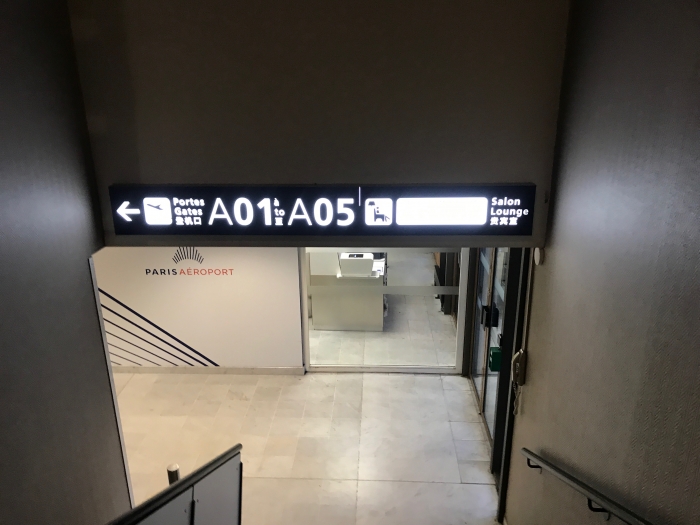 Portes
Gates
登机口
A01 à
to
至 A05
Salon
Lounge
贵宾室
PARIS AÉROPORT